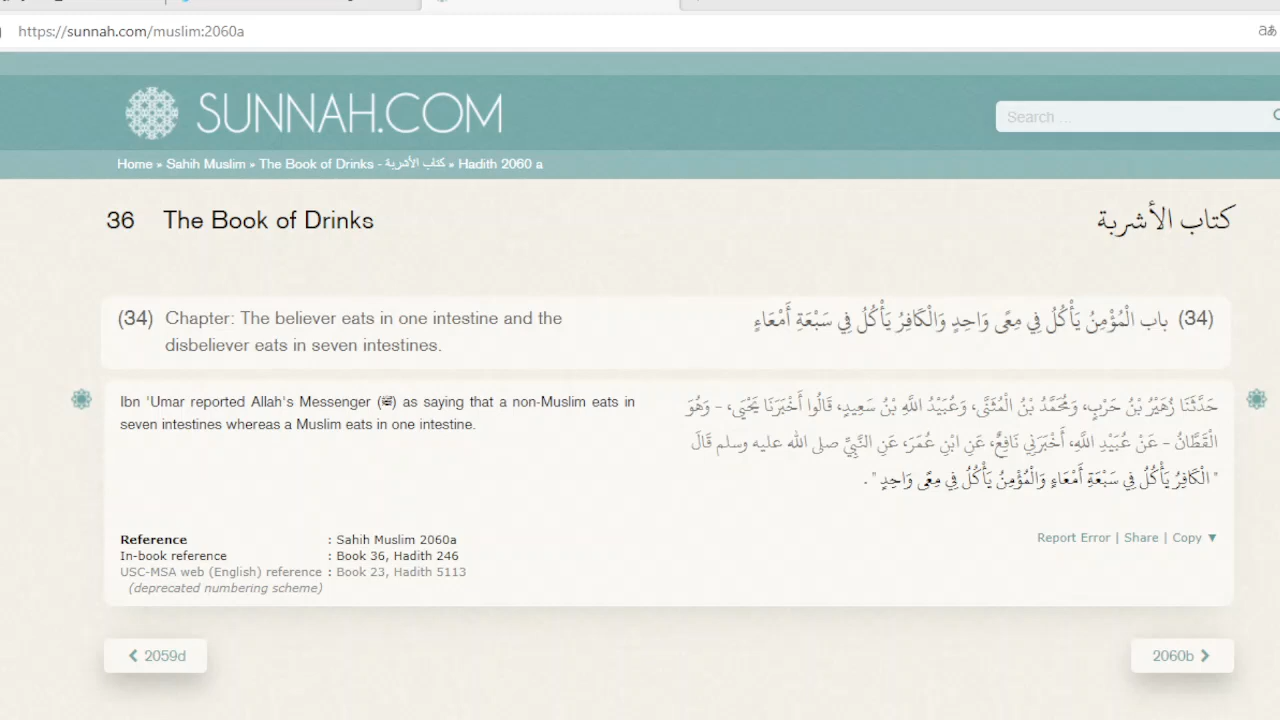 https://sunnah.com/muslim:2060a
SUNNAH.COM
Search ...
Home » Sahih Muslim » The Book of Drinks - كتاب الأشربة » Hadith 2060 a
36 The Book of Drinks
كتاب الأشربة
(34) Chapter: The believer eats in one intestine and the
disbeliever eats in seven intestines.
(34) باب الْمُؤْمِنُ يَأْكُلُ فِي مِعًى وَاحِدٍ وَالْكَافِرُ يَأْكُلُ فِي سَبْعَةِ أَمْعَاءٍ
Ibn 'Umar reported Allah's Messenger (ﷺ) as saying that a non-Muslim eats in
seven intestines whereas a Muslim eats in one intestine.
حَدَّثَنَا زُهَيْرُ بْنُ حَرْبٍ، وَمُحَمَّدُ بْنُ الْمُثَنَّى، وَعُبَيْدُ اللَّهِ بْنُ سَعِيدٍ، قَالُوا أَخْبَرَنَا يَحْيَى، - وَهُوَ
الْقَطَّانُ - عَنْ عُبَيْدِ اللَّهِ، أَخْبَرَنِي نَافِعٌ، عَنِ ابْنِ عُمَرَ، عَنِ النَّبِيِّ صلى الله عليه وسلم قَالَ
" الْكَافِرُ يَأْكُلُ فِي سَبْعَةِ أَمْعَاءٍ وَالْمُؤْمِنُ يَأْكُلُ فِي مِعًى وَاحِدٍ " .
Reference : Sahih Muslim 2060a
In-book reference : Book 36, Hadith 246
USC-MSA web (English) reference : Book 23, Hadith 5113
(deprecated numbering scheme)
Report Error | Share | Copy ▼
2059d
2060b